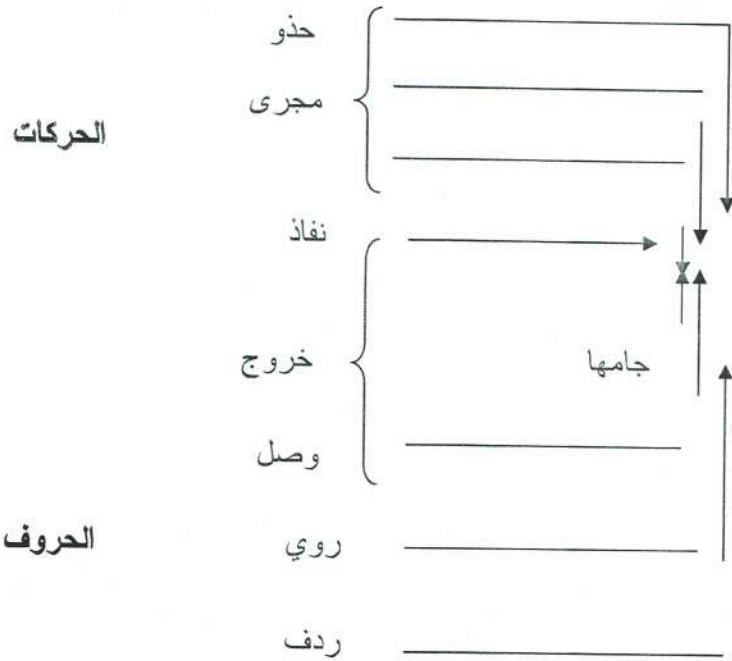 حذو
مجرى
الحركات
نفاذ
خروج
جامها
وصل
الحروف
روي
ردف